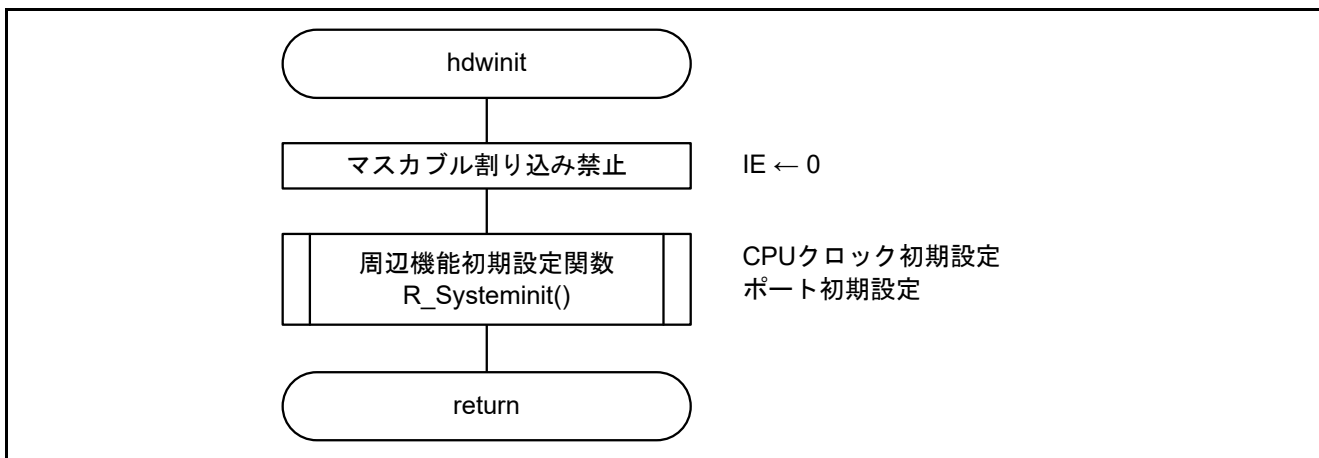 hdwinit
マスカブル割り込み禁止
IE ← 0
周辺機能初期設定関数
R_Systeminit()
CPUクロック初期設定
ポート初期設定
return